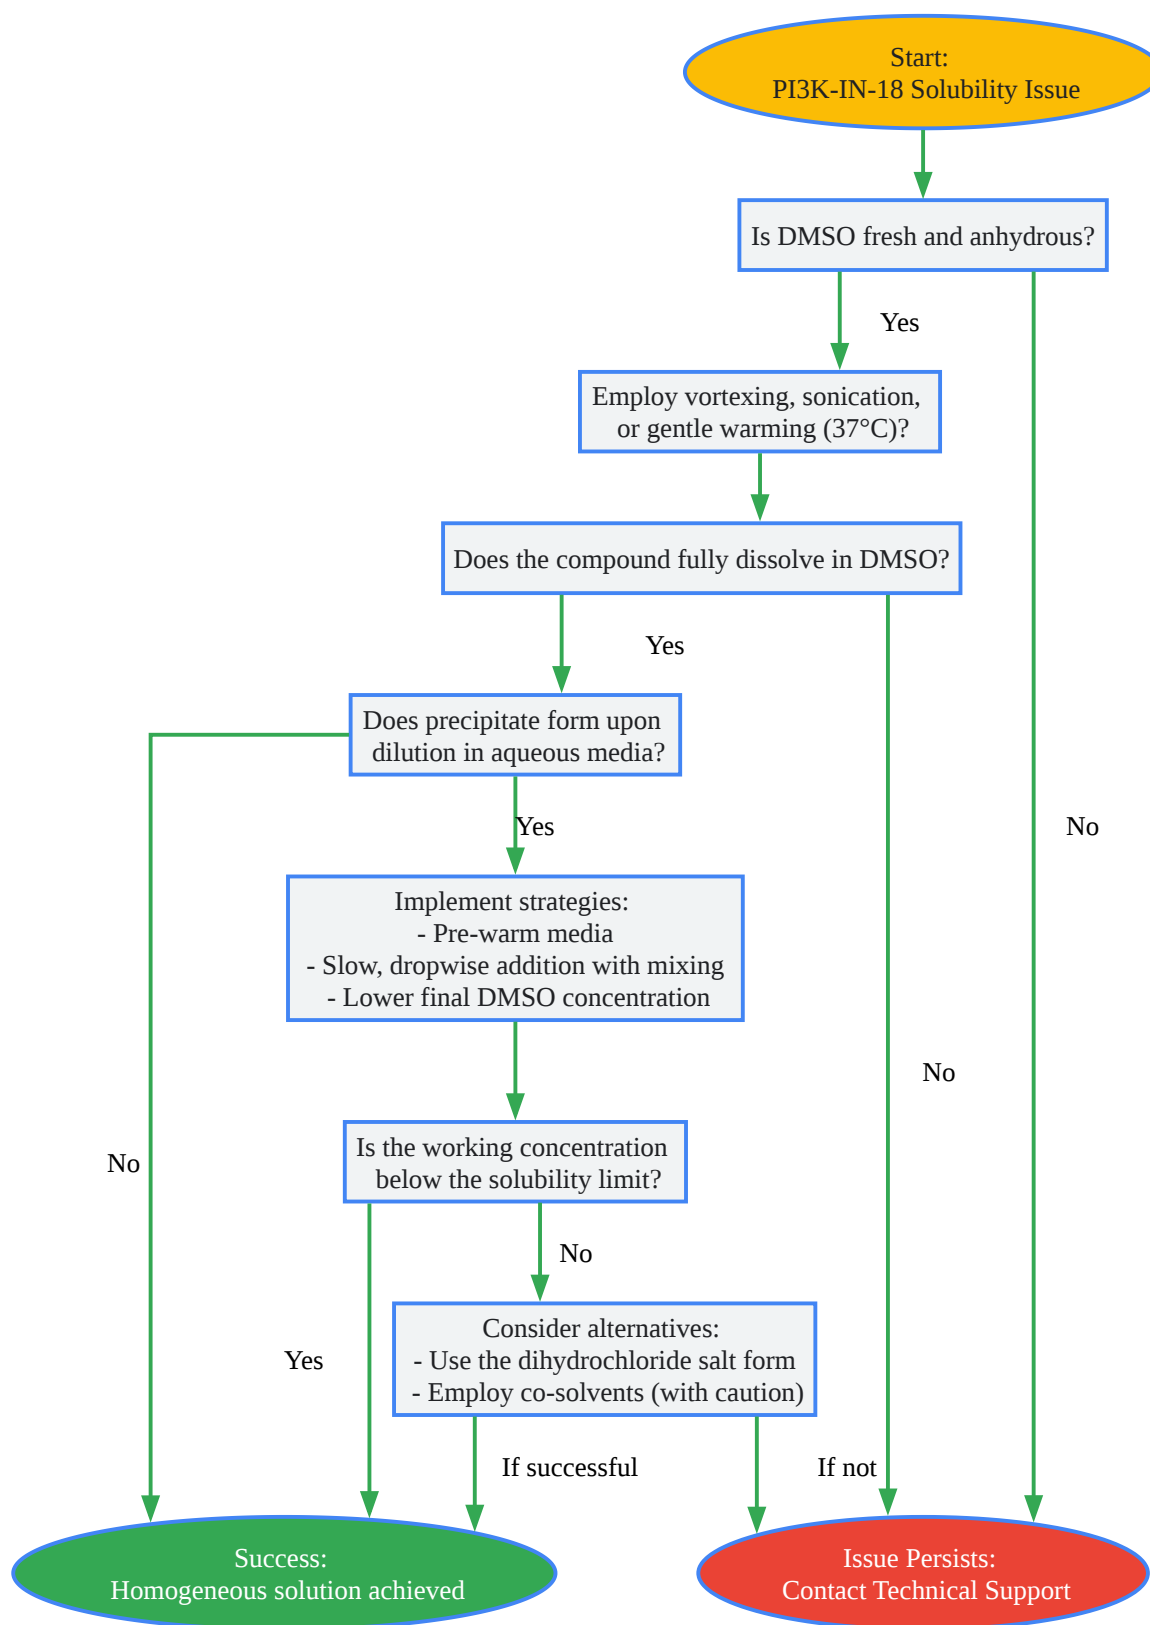 Start:
PI3K-IN-18 Solubility Issue
Is DMSO fresh and anhydrous?
Yes
Employ vortexing, sonication,
or gentle warming (37°C)?
Does the compound fully dissolve in DMSO?
Yes
Does precipitate form upon
dilution in aqueous media?
Yes
No
Implement strategies:
- Pre-warm media
- Slow, dropwise addition with mixing
- Lower final DMSO concentration
No
Is the working concentration
below the solubility limit?
No
No
Consider alternatives:
- Use the dihydrochloride salt form
- Employ co-solvents (with caution)
Yes
If successful
If not
Success:
Homogeneous solution achieved
Issue Persists:
Contact Technical Support